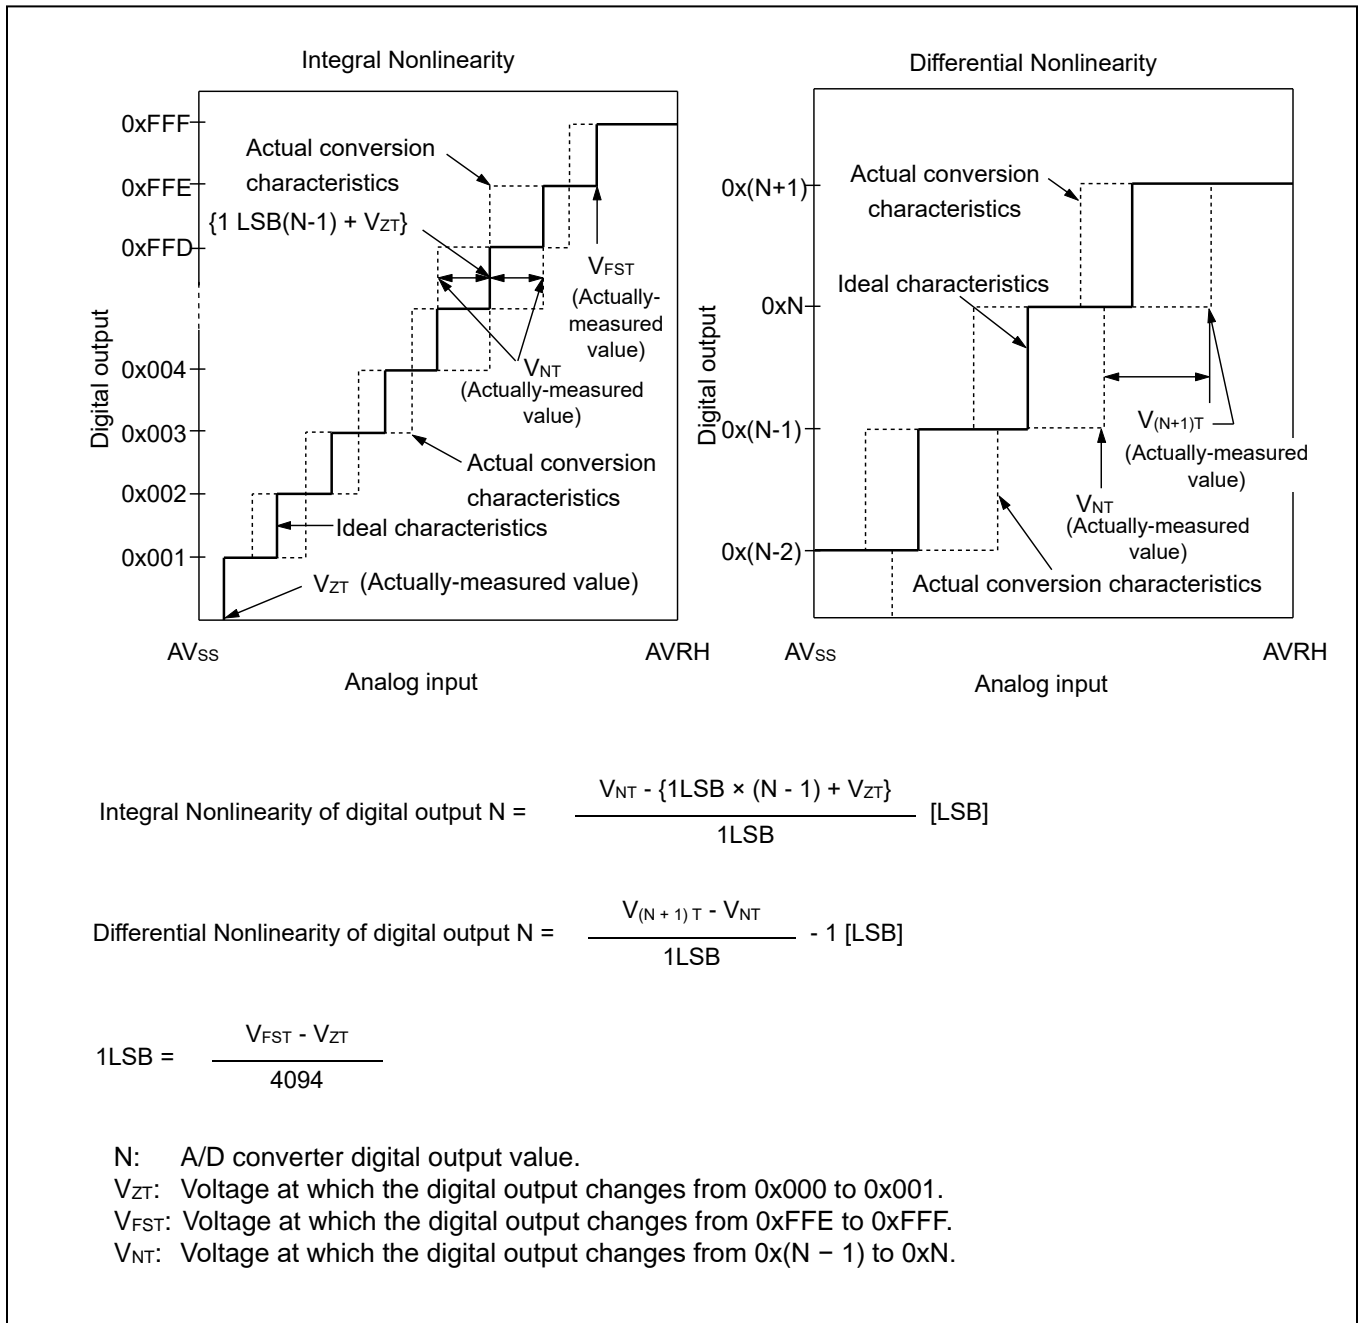 Integral Nonlinearity
0xFFF
0xFFE
0xFFD
0x004
0x003
0x002
0x001
Digital output
Actual conversion
characteristics
{1 LSB(N-1) + VZT}
VFST
(Actually-
measured
value)
VNT
(Actually-measured
value)
Actual conversion
characteristics
Ideal characteristics
VZT (Actually-measured value)
AVSS
AVRH
Analog input
Differential Nonlinearity
0x(N+1)
0xN
0x(N-1)
0x(N-2)
Digital output
Actual conversion
characteristics
Ideal characteristics
V(N+1)T
(Actually-measured
value)
VNT
(Actually-measured
value)
Actual conversion characteristics
AVSS
AVRH
Analog input
Integral Nonlinearity of digital output N =
VNT - {1LSB × (N - 1) + VZT}
1LSB
[LSB]
Differential Nonlinearity of digital output N =
V(N + 1) T - VNT
1LSB
- 1 [LSB]
1LSB =
VFST - VZT
4094
N: A/D converter digital output value.
VZT: Voltage at which the digital output changes from 0x000 to 0x001.
VFST: Voltage at which the digital output changes from 0xFFE to 0xFFF.
VNT: Voltage at which the digital output changes from 0x(N − 1) to 0xN.